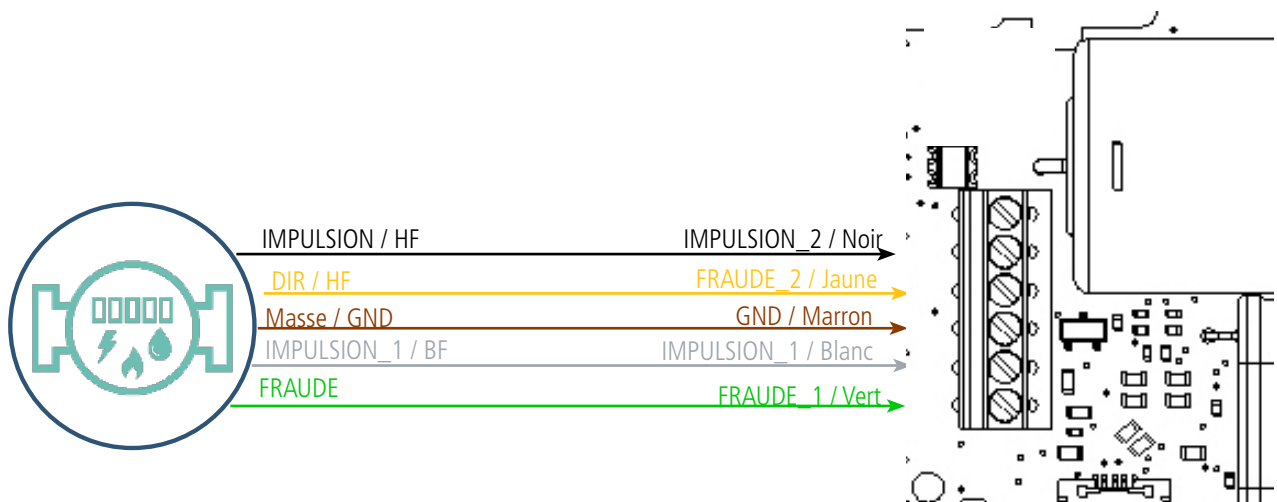 IMPULSION / HF IMPULSION_2 / Noir
DIR / HF FRAUDE_2 / Jaune
Masse / GND GND / Marron
IMPULSION_1 / BF IMPULSION_1 / Blanc
FRAUDE FRAUDE_1 / Vert